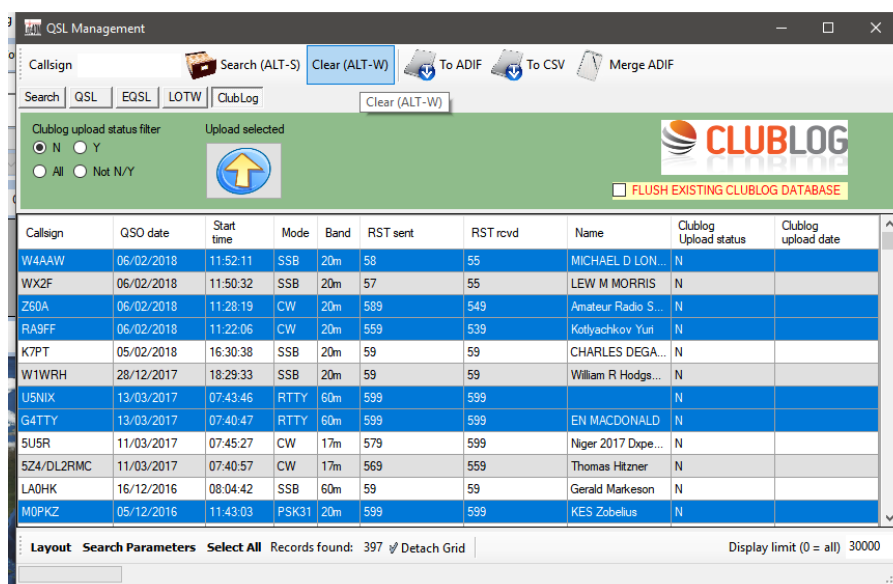 QSL Management
Callsign Search (ALT-S) Clear (ALT-W) To ADIF To CSV Merge ADIF
Search QSL EQSL LOTW ClubLog
Clear (ALT-W)
Clublog upload status filter Upload selected
N Y
All Not N/Y
CLUBLOG
FLUSH EXISTING CLUBLOG DATABASE
Callsign QSO date Start time Mode Band RST sent RST rcvd Name Clublog Upload status Clublog upload date
W4AAW 06/02/2018 11:52:11 SSB 20m 58 55 MICHAEL D LON... N
WX2F 06/02/2018 11:50:32 SSB 20m 57 55 LEW M MORRIS N
Z60A 06/02/2018 11:28:19 CW 20m 589 549 Amateur Radio S... N
RA9FF 06/02/2018 11:22:06 CW 20m 559 539 Kotlyachkov Yuri N
K7PT 05/02/2018 16:30:38 SSB 20m 59 59 CHARLES DEGA... N
W1WRH 28/12/2017 18:29:33 SSB 20m 59 59 William R Hodgs... N
U5NIX 13/03/2017 07:43:46 RTTY 60m 599 599 N
G4TTY 13/03/2017 07:40:47 RTTY 60m 599 599 EN MACDONALD N
5U5R 11/03/2017 07:45:27 CW 17m 579 599 Niger 2017 Dxpe... N
5Z4/DL2RMC 11/03/2017 07:40:57 CW 17m 569 559 Thomas Hitzner N
LA0HK 16/12/2016 08:04:42 SSB 60m 59 59 Gerald Markeson N
M0PKZ 05/12/2016 11:43:03 PSK31 20m 599 599 KES Zobelius N
Layout Search Parameters Select All Records found: 397 Detach Grid Display limit (0 = all) 30000